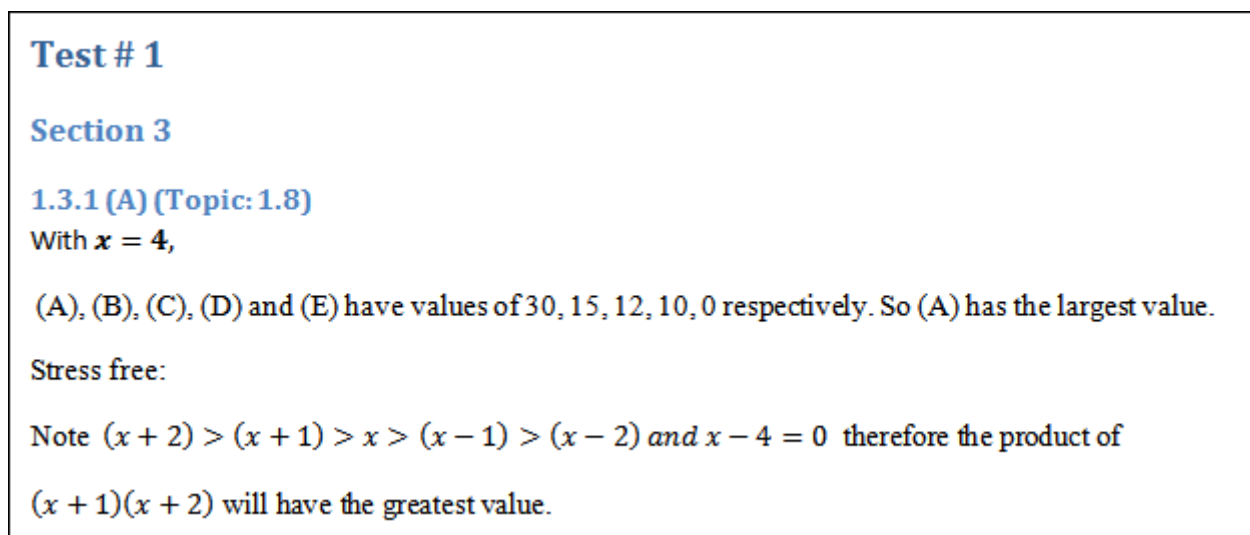 Test # 1
Section 3
1.3.1 (A) (Topic: 1.8)
With x = 4,
(A), (B), (C), (D) and (E) have values of 30, 15, 12, 10, 0 respectively. So (A) has the largest value.
Stress free:
Note (x + 2) > (x + 1) > x > (x − 1) > (x − 2) and x − 4 = 0 therefore the product of
(x + 1)(x + 2) will have the greatest value.